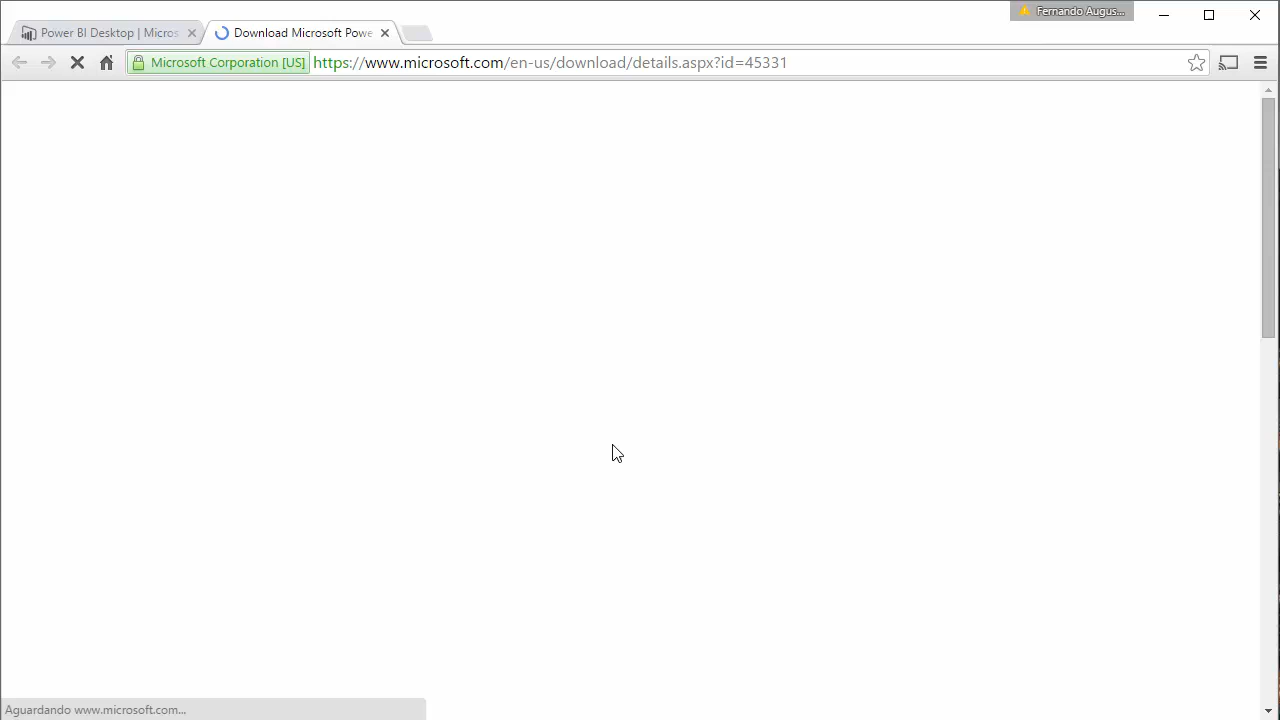 Fernando Augus...
Power BI Desktop | Micros
Download Microsoft Powe
Microsoft Corporation [US] https://www.microsoft.com/en-us/download/details.aspx?id=45331
Aguardando www.microsoft.com...